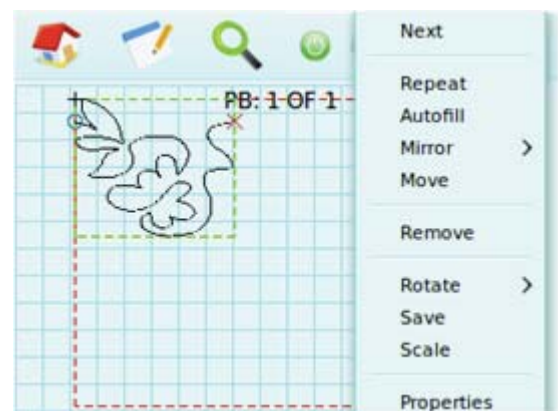 PB: 1 OF 1
Next
Repeat
Autofill
Mirror
Move
Remove
Rotate
Save
Scale
Properties